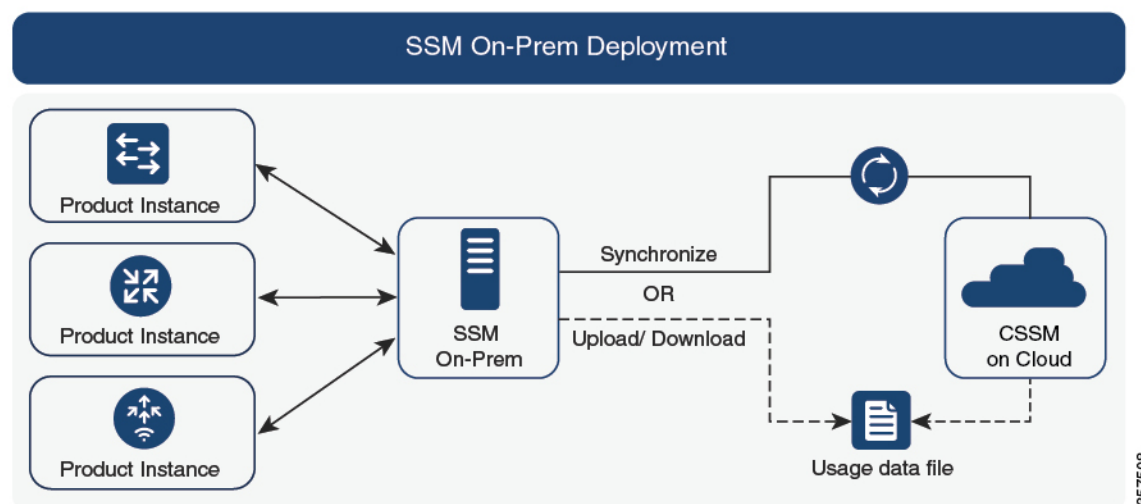 SSM On-Prem Deployment
Product Instance
Product Instance
Product Instance
SSM
On-Prem
Synchronize
OR
Upload/ Download
CSSM
on Cloud
Usage data file